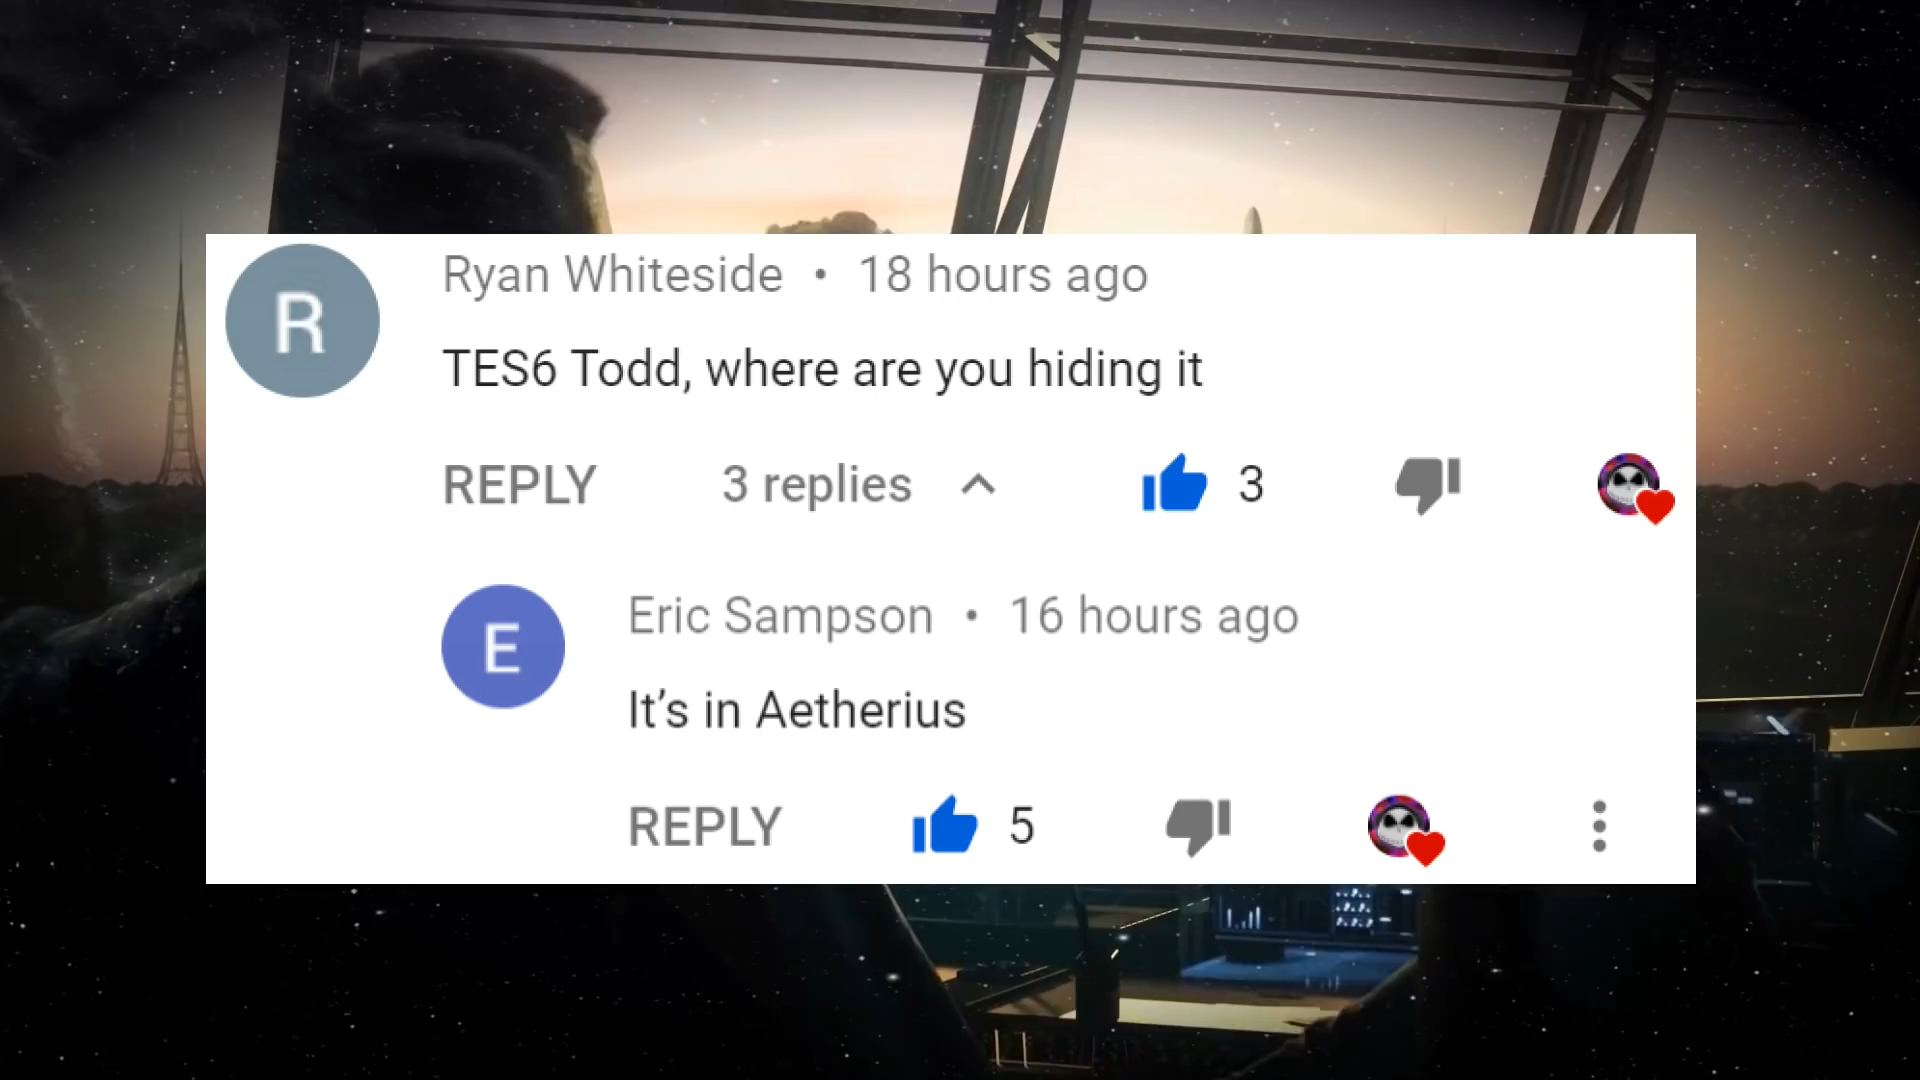 R
Ryan Whiteside • 18 hours ago
TES6 Todd, where are you hiding it
REPLY 3 replies 3
E
Eric Sampson • 16 hours ago
It’s in Aetherius
REPLY 5